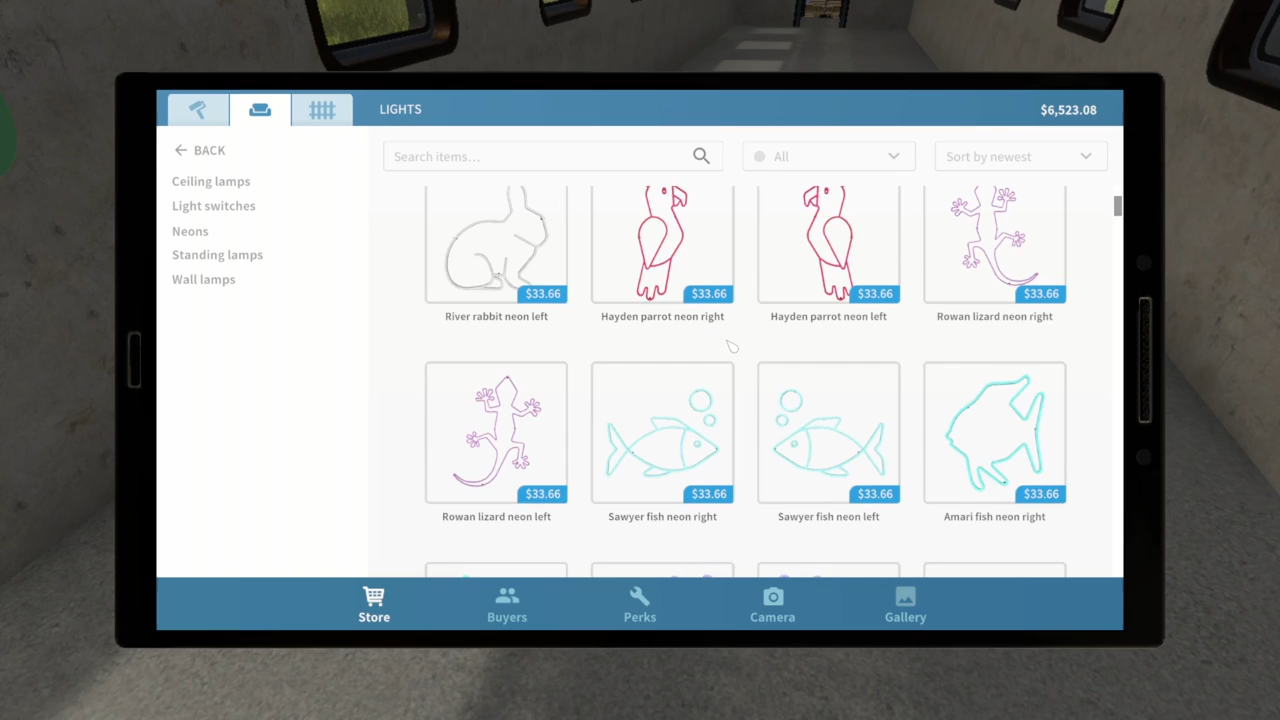 LIGHTS
$6,523.08
BACK
Search items...
All
Sort by newest
Ceiling lamps
Light switches
Neons
Standing lamps
Wall lamps
$33.66
$33.66
$33.66
$33.66
River rabbit neon left
Hayden parrot neon right
Hayden parrot neon left
Rowan lizard neon right
$33.66
$33.66
$33.66
$33.66
Rowan lizard neon left
Sawyer fish neon right
Sawyer fish neon left
Amari fish neon right
Store
Buyers
Perks
Camera
Gallery